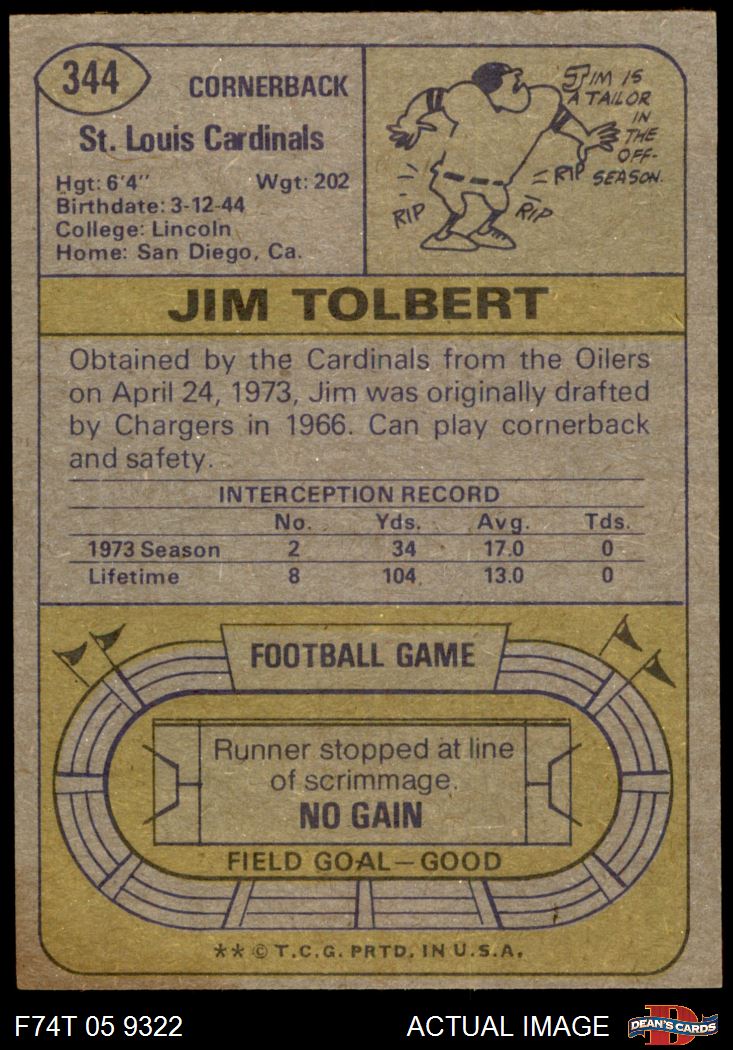 344
CORNERBACK
St. Louis Cardinals
Hgt: 6'4" Wgt: 202
Birthdate: 3-12-44
College: Lincoln
Home: San Diego, Ca.
JIM IS
A TAILOR
IN
THE
OFF-
SEASON.
RIP
RIP
RIP
JIM TOLBERT
Obtained by the Cardinals from the Oilers
on April 24, 1973, Jim was originally drafted
by Chargers in 1966. Can play cornerback
and safety.
INTERCEPTION RECORD
No. Yds. Avg. Tds.
1973 Season 2 34 17.0 0
Lifetime 8 104 13.0 0
FOOTBALL GAME
Runner stopped at line
of scrimmage.
NO GAIN
FIELD GOAL—GOOD
** © T.C.G. PRTD. IN U.S.A.
F74T 05 9322
ACTUAL IMAGE
D
DEAN'S CARDS